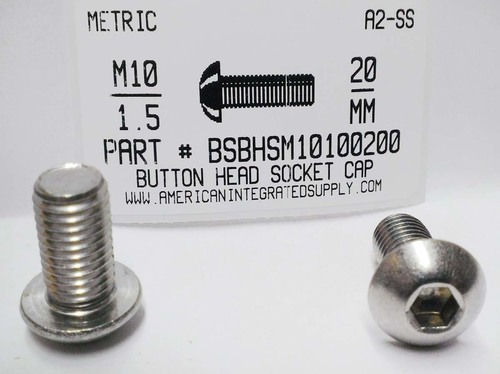 METRIC A2-SS
M10 20
1.5 MM
PART # BSBHSM10100200
BUTTON HEAD SOCKET CAP
WWW.AMERICANINTEGRATEDSUPPLY.COM